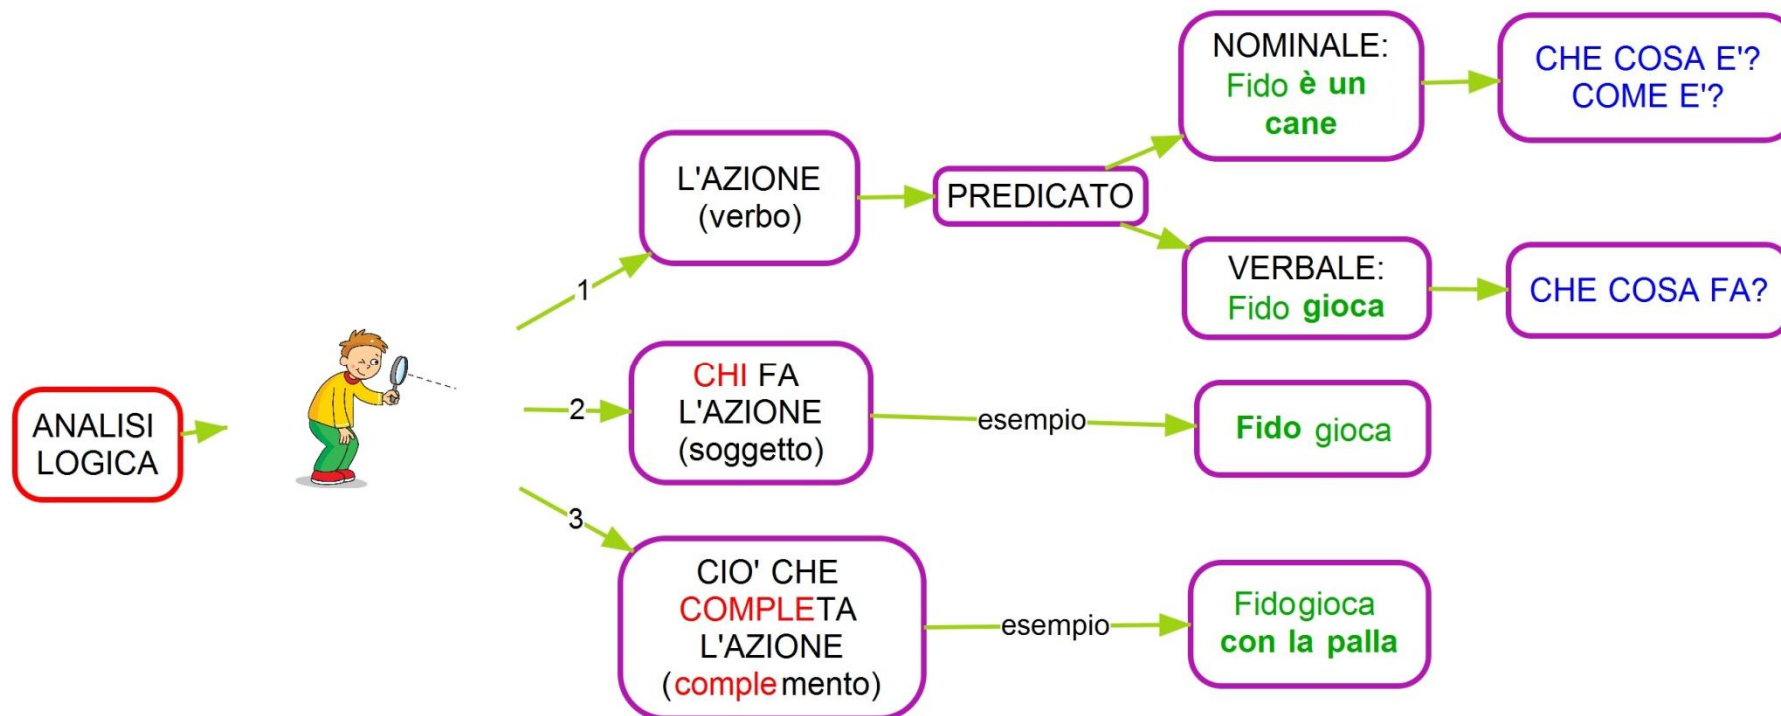 ANALISI
LOGICA
1
L'AZIONE
(verbo)
PREDICATO
NOMINALE:
Fido è un
cane
CHE COSA E'?
COME E'?
VERBALE:
Fido gioca
CHE COSA FA?
2
CHI FA
L'AZIONE
(soggetto)
esempio
Fido gioca
3
CIO' CHE
COMPLETA
L'AZIONE
(complemento)
esempio
Fidogioca
con la palla